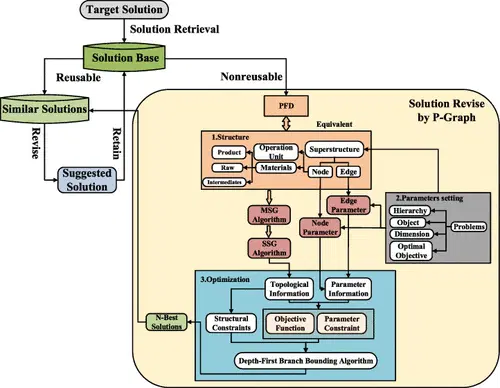 Target Solution
Solution Retrieval
Solution Base
Reusable
Nonreusable
Similar Solutions
Revise
Retain
Suggested
Solution
PFD
Solution Revise
by P-Graph
Equivalent
1.Structure
Product
Operation
Unit
Superstructure
Raw
Materials
Node
Edge
Intermediates
MSG
Algorithm
SSG
Algorithm
Edge
Parameter
Node
Parameter
2.Parameters setting
Hierarchy
Object
Dimension
Optimal
Objective
Problems
3.Optimization
Topological
Information
Parameter
Information
N-Best
Solutions
Structural
Constraints
Objective
Function
Parameter
Constraint
Depth-First Branch Bounding Algorithm